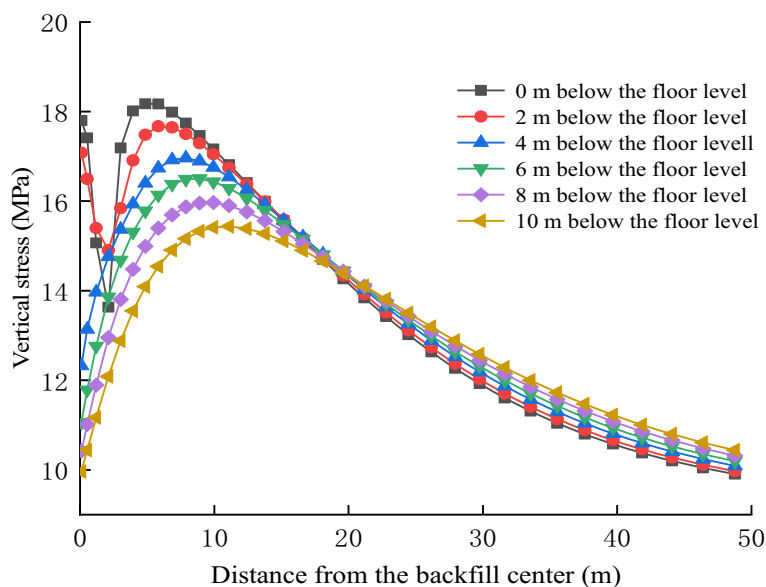 20
18
16
14
12
10
Vertical stress (MPa)
0 m below the floor level
2 m below the floor level
4 m below the floor levell
6 m below the floor level
8 m below the floor level
10 m below the floor level
0 10 20 30 40 50
Distance from the backfill center (m)